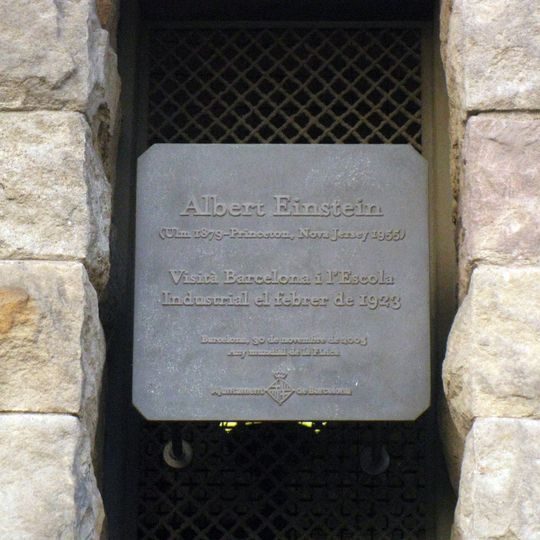 Albert Einstein
(Ulm 1879-Princeton, Nova Jersey 1955)
Visità Barcelona i l'Escola
Industrial el febrer de 1923
Barcelona, 30 de novembre de 2005
Any mundial de la Física
Ajuntament de Barcelona